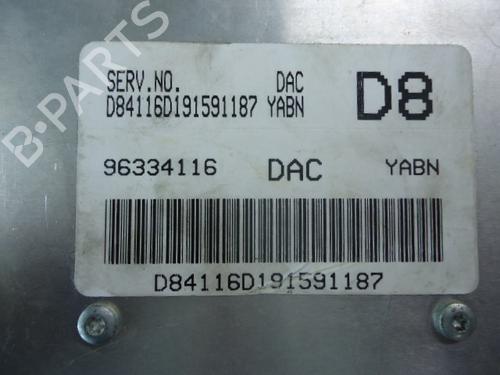 B-PARTS
SERV.NO. DAC
D84116D191591187 YABN
D8
96334116 DAC YABN
D84116D191591187